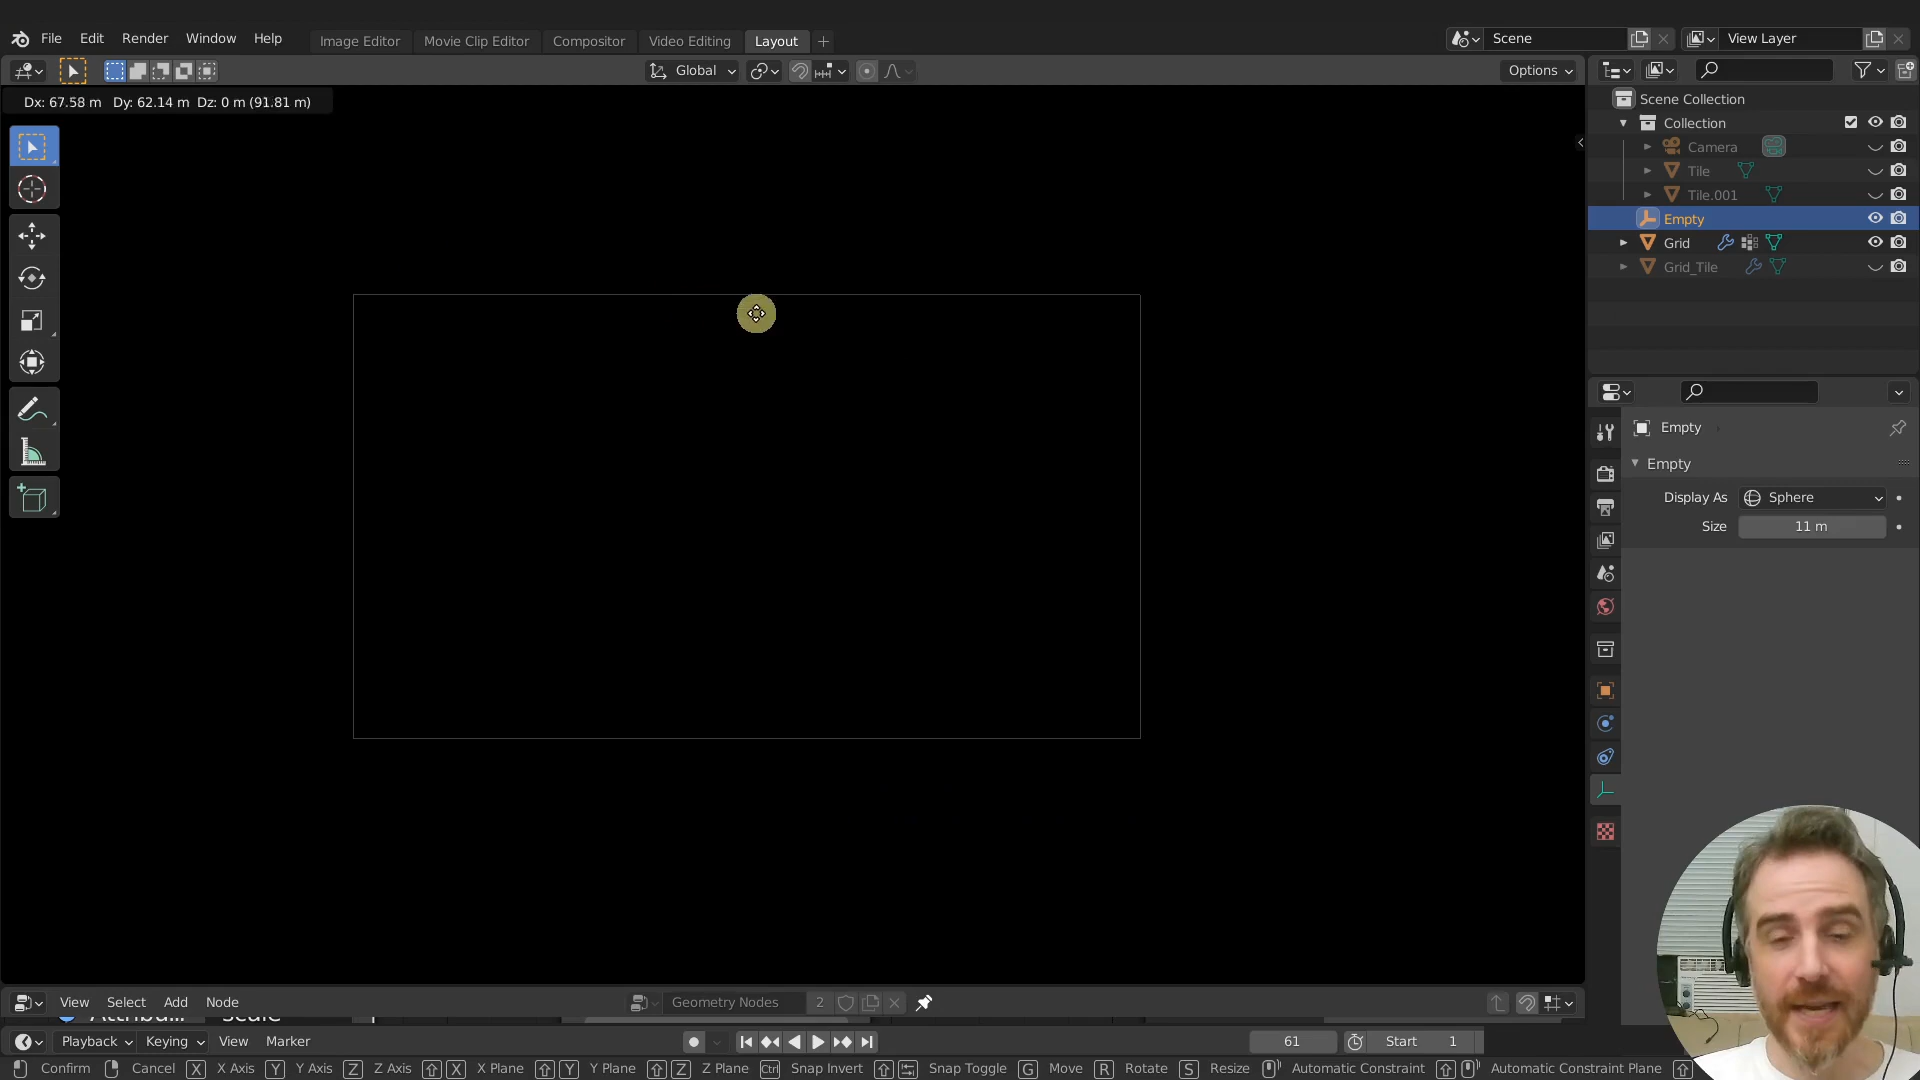 File Edit Render Window Help
Image Editor Movie Clip Editor Compositor Video Editing Layout
Scene
View Layer
Global
Options
Dx: 67.58 m Dy: 62.14 m Dz: 0 m (91.81 m)
Scene Collection
Collection
Camera
Tile
Tile.001
Empty
Grid
Grid_Tile
Empty
Empty
Display As Sphere
Size 11 m
View Select Add Node
Geometry Nodes 2
Playback Keying View Marker
61 Start 1
Confirm Cancel X X Axis Y Y Axis Z Z Axis X X Plane Y Y Plane Z Z Plane Ctrl Snap Invert Snap Toggle G Move R Rotate S Resize Automatic Constraint Automatic Constraint Plane